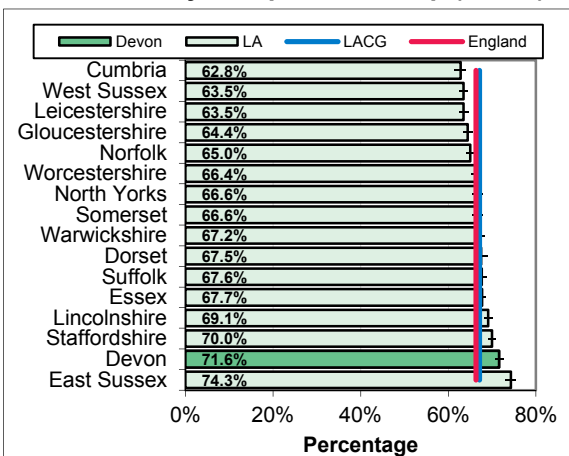 Devon LA LACG England
Cumbria 62.8%
West Sussex 63.5%
Leicestershire 63.5%
Gloucestershire 64.4%
Norfolk 65.0%
Worcestershire 66.4%
North Yorks 66.6%
Somerset 66.6%
Warwickshire 67.2%
Dorset 67.5%
Suffolk 67.6%
Essex 67.7%
Lincolnshire 69.1%
Staffordshire 70.0%
Devon 71.6%
East Sussex 74.3%
0% 20% 40% 60% 80%
Percentage